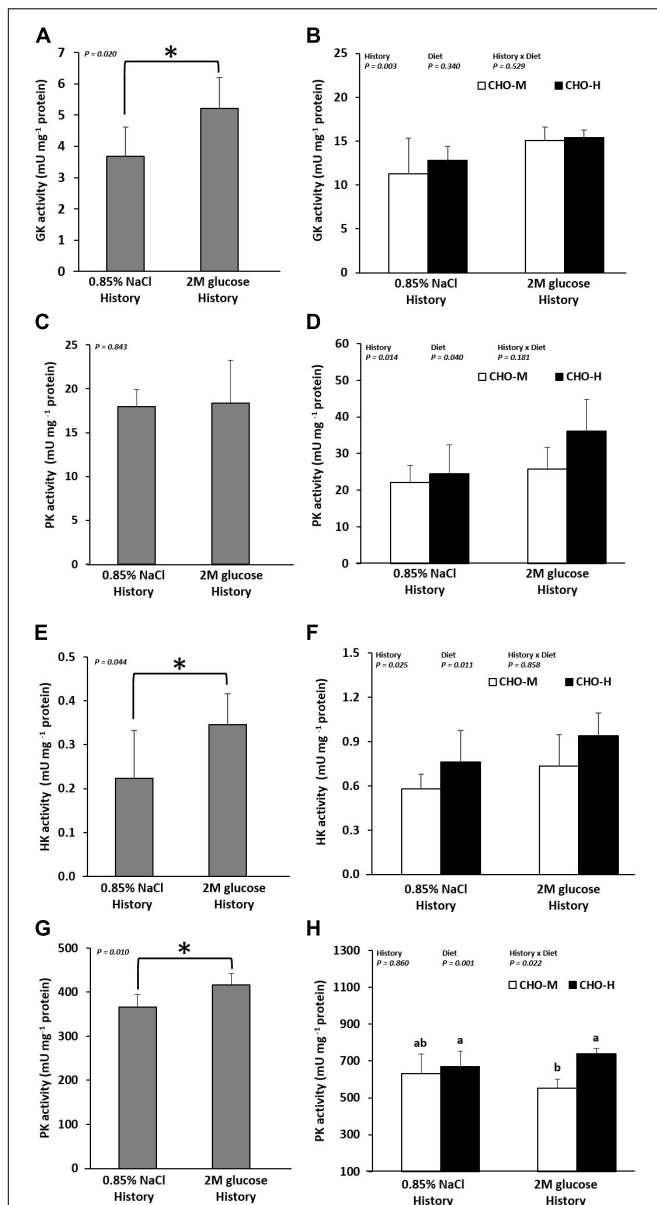 A
P = 0.020
*
7
6
5
4
3
2
1
0
GK activity (mU mg-1 protein)
0.85% NaCl
History
2M glucose
History
B
History
P = 0.003
Diet
P = 0.340
History x Diet
P = 0.529
CHO-M
CHO-H
25
20
15
10
5
0
GK activity (mU mg-1 protein)
0.85% NaCl
History
2M glucose
History
C
P = 0.843
25
20
15
10
5
0
PK activity (mU mg -1 protein)
0.85% NaCl
History
2M glucose
History
D
History
P = 0.014
Diet
P = 0.040
History x Diet
P = 0.181
CHO-M
CHO-H
60
50
40
30
20
10
0
PK activity (mU mg -1 protein)
0.85% NaCl
History
2M glucose
History
E
P = 0.044
*
0.5
0.4
0.3
0.2
0.1
0.0
HK activity (mU mg-1 protein)
0.85% NaCl
History
2M glucose
History
F
History
P = 0.025
Diet
P = 0.011
History x Diet
P = 0.858
CHO-M
CHO-H
1.5
1.2
0.9
0.6
0.3
0.0
HK activity (mU mg-1 protein)
0.85% NaCl
History
2M glucose
History
G
P = 0.010
*
500
400
300
200
100
0
PK activity (mU mg-1 protein)
0.85% NaCl
History
2M glucose
History
H
History
P = 0.860
Diet
P = 0.001
History x Diet
P = 0.022
CHO-M
CHO-H
1300
1100
900
700
500
300
100
ab
a
b
a
PK activity (mU mg-1 protein)
0.85% NaCl
History
2M glucose
History